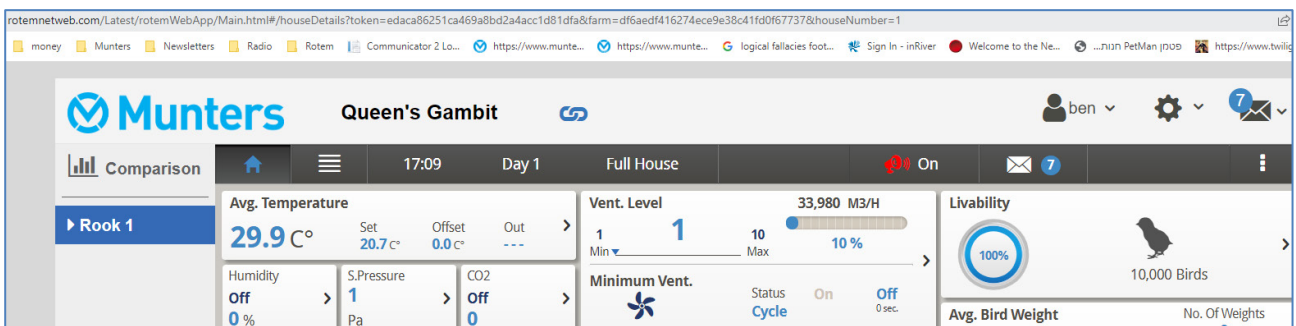 rotemnetweb.com/Latest/rotemWebApp/Main.html#/houseDetails?token=edaca86251ca469a8bd2a4acc1d81dfa&farm=df6aedf416274ece9e38c41fd0f67737&houseNumber=1
money Munters Newsletters Radio Rotem Communicator 2 Lo... https://www.munte... https://www.munte... logical fallacies foot... Sign In - inRiver Welcome to the Ne... פטמן PetMan חנות... https://www.twilig
Munters Queen's Gambit ben 7
Comparison 17:09 Day 1 Full House On 7
Rook 1
Avg. Temperature
29.9 C° Set Offset Out
20.7 C° 0.0 C° ---
Humidity S.Pressure CO2
Off 1 Off
0 % Pa 0
Vent. Level 33,980 M3/H
1 1 10 10 %
Min Max
Minimum Vent.
Status On Off
Cycle 0 sec.
Livability
100%
10,000 Birds
Avg. Bird Weight No. Of Weights